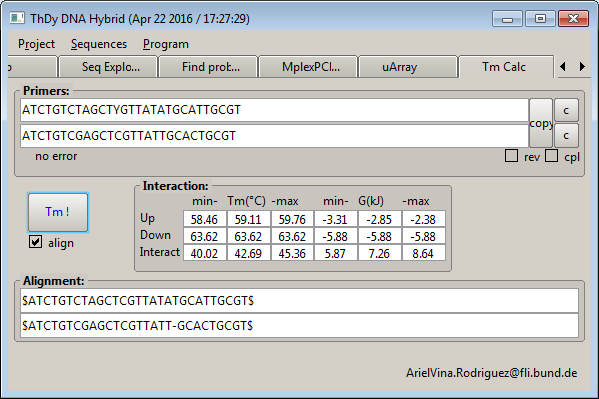 ThDy DNA Hybrid (Apr 22 2016 / 17:27:29)
Project Sequences Program
Seq Explo... Find prob... MplexPCl... uArray Tm Calc
Primers:
ATCTGTCTAGCTYGTTATATGCATTGCGT
copy
c
ATCTGTCGAGCTCGTTATTGCACTGCGT
c
no error
rev cpl
Tm !
align
Interaction:
min- Tm(°C) -max min- G(kJ) -max
Up 58.46 59.11 59.76 -3.31 -2.85 -2.38
Down 63.62 63.62 63.62 -5.88 -5.88 -5.88
Interact 40.02 42.69 45.36 5.87 7.26 8.64
Alignment:
$ATCTGTCTAGCTCGTTATATGCATTGCGT$
$ATCTGTCGAGCTCGTTATT-GCACTGCGT$
ArielVina.Rodriguez@fli.bund.de